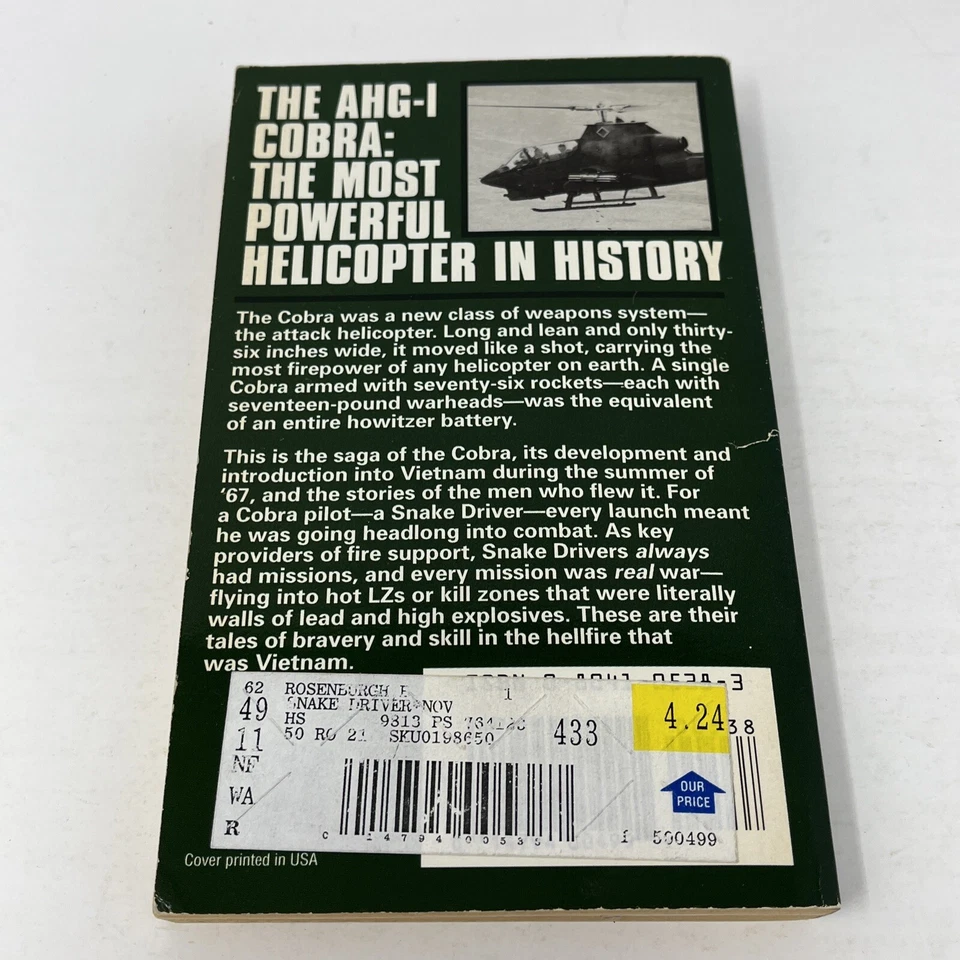 THE AHG-1
COBRA:
THE MOST
POWERFUL
HELICOPTER IN HISTORY
The Cobra was a new class of weapons system—
the attack helicopter. Long and lean and only thirty-
six inches wide, it moved like a shot, carrying the
most firepower of any helicopter on earth. A single
Cobra armed with seventy-six rockets—each with
seventeen-pound warheads—was the equivalent
of an entire howitzer battery.
This is the saga of the Cobra, its development and
introduction into Vietnam during the summer of
'67, and the stories of the men who flew it. For
a Cobra pilot—a Snake Driver—every launch meant
he was going headlong into combat. As key
providers of fire support, Snake Drivers always
had missions, and every mission was real war—
flying into hot LZs or kill zones that were literally
walls of lead and high explosives. These are their
tales of bravery and skill in the hellfire that
was Vietnam.
62 ROSENBURGH 1
49 SNAKE DRIVER*NOV
HS 9813 PS
11 50 RO 21 SKU0198650 433
4.24
38
NF
WA
R
OUR
PRICE
C 14794 00535 1 500499
Cover printed in USA